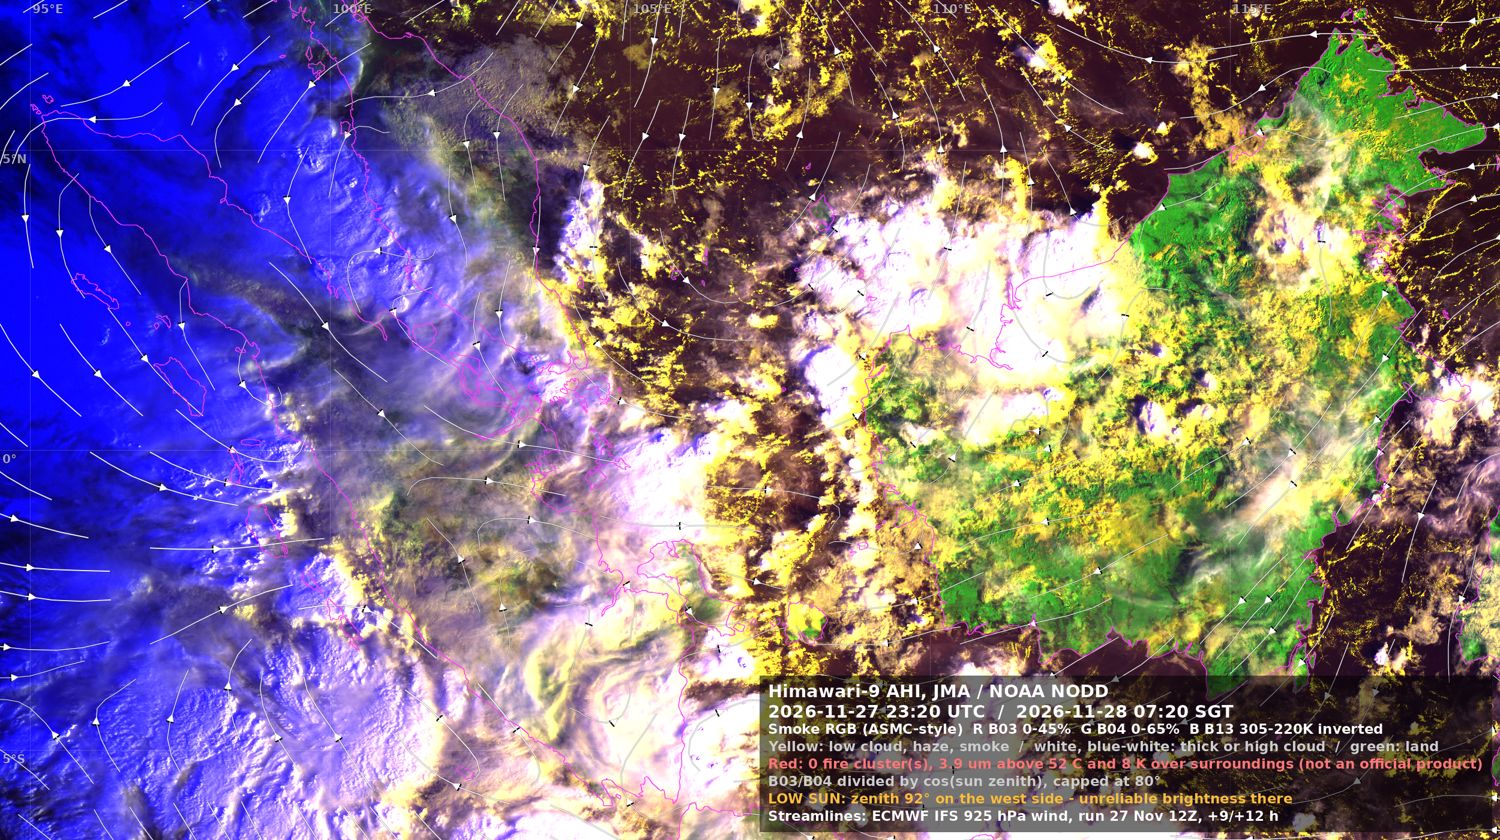 95°E
100°E
105°E
110°E
115°E
5°N
0°
5°S
Himawari-9 AHI, JMA / NOAA NODD
2026-11-27 23:20 UTC / 2026-11-28 07:20 SGT
Smoke RGB (ASMC-style) R B03 0-45% G B04 0-65% B B13 305-220K inverted
Yellow: low cloud, haze, smoke / white, blue-white: thick or high cloud / green: land
Red: 0 fire cluster(s), 3.9 um above 52 C and 8 K over surroundings (not an official product)
B03/B04 divided by cos(sun zenith), capped at 80°
LOW SUN: zenith 92° on the west side - unreliable brightness there
Streamlines: ECMWF IFS 925 hPa wind, run 27 Nov 12Z, +9/+12 h